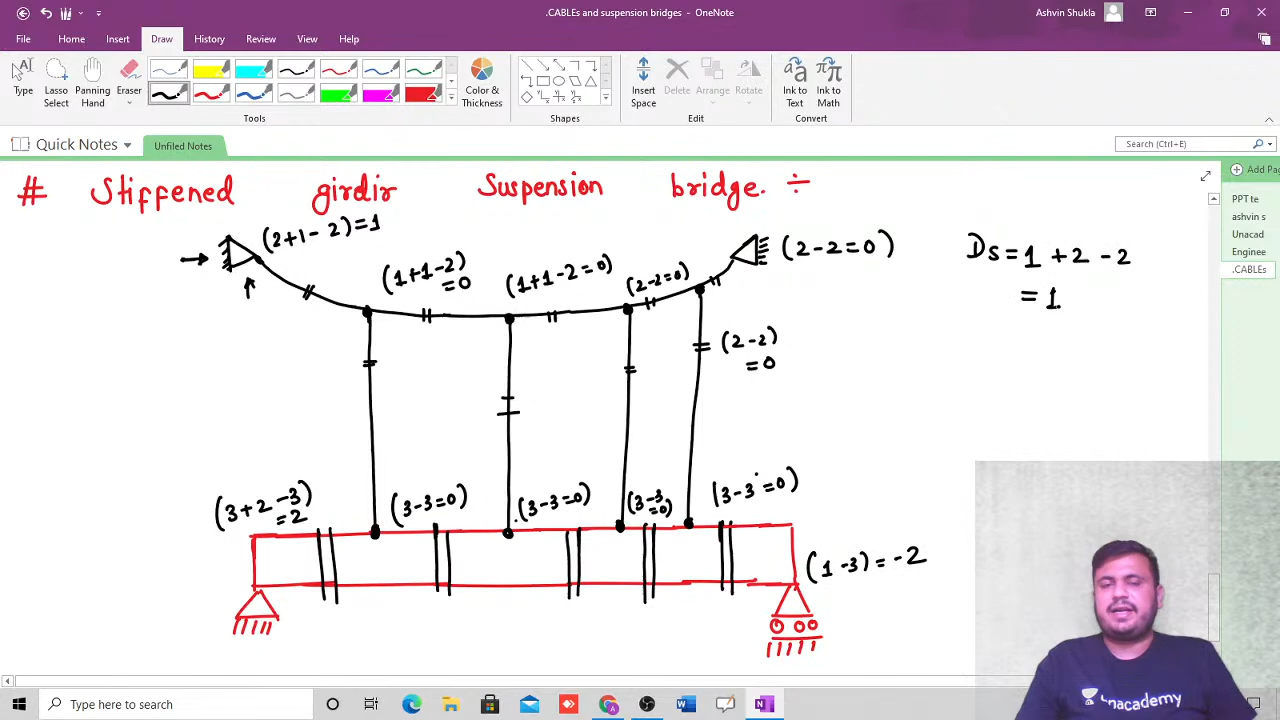 .CABLEs and suspension bridges - OneNote
Ashvin Shukla
File Home Insert Draw History Review View Help
Type
Lasso Select
Panning Hand
Eraser
Color & Thickness
Insert Space
Delete
Arrange
Rotate
Ink to Text
Ink to Math
Tools
Shapes
Edit
Convert
Quick Notes
Unfiled Notes
Search (Ctrl+E)
Add Pag
PPT te
ashvin s
Unacad
Enginee
.CABLEs
# Stiffened girdir Suspension bridge. ÷
(2+1-2)=1
(1+1-2)
=0
(1+1-2=0)
(2-2=0)
(2-2=0)
Ds = 1 + 2 - 2
= 1
(2-2)
=0
(3+2-3)
=2
(3-3=0)
(3-3=0)
(3-3
=0)
(3-3=0)
(1-3) = -2
unacademy
Type here to search